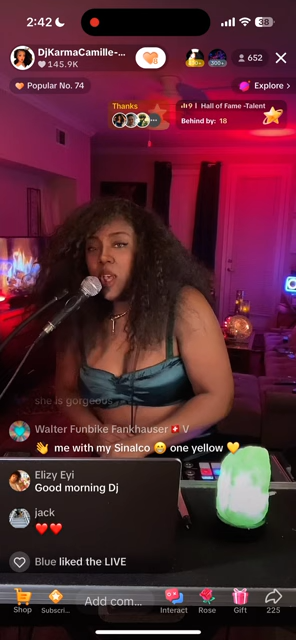 2:42
38
DjKarmaCamille-...
145.9K
652
Popular No. 74
Explore >
Thanks
9 | Hall of Fame -Talent
Behind by: 18
she is gorgeous
Walter Funbike Fankhauser 🇨🇭 V
👋 me with my Sinalco 😁 one yellow 💛
Elizy Eyi
Good morning Dj
jack
❤️❤️
Blue liked the LIVE
Add com...
Shop
Subscri...
Interact
Rose
Gift
225